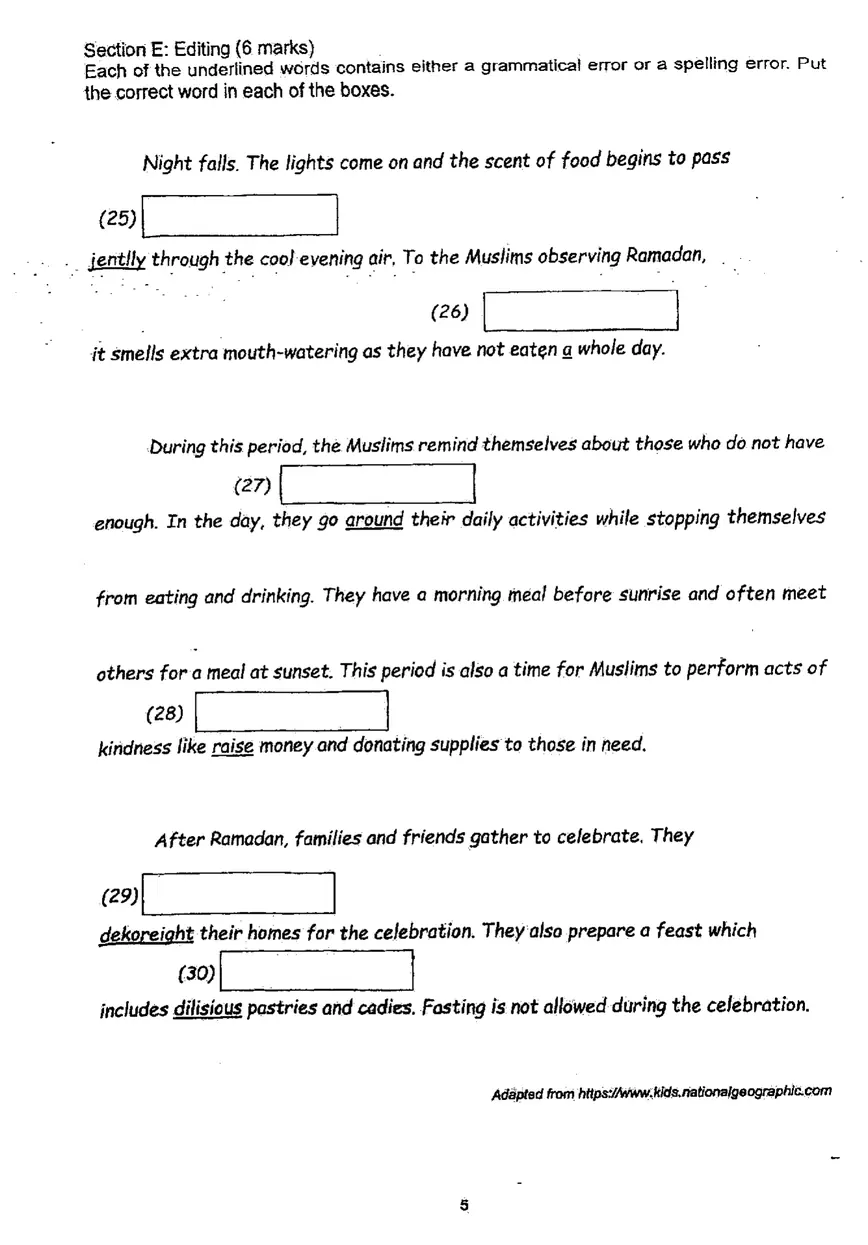 Section E: Editing (6 marks)
Each of the underlined words contains either a grammatical error or a spelling error. Put
the correct word in each of the boxes.
Night falls. The lights come on and the scent of food begins to pass
(25)
jentlly through the cool evening air. To the Muslims observing Ramadan,
(26)
it smells extra mouth-watering as they have not eaten a whole day.
During this period, the Muslims remind themselves about those who do not have
(27)
enough. In the day, they go around their daily activities while stopping themselves
from eating and drinking. They have a morning meal before sunrise and often meet
others for a meal at sunset. This period is also a time for Muslims to perform acts of
(28)
kindness like raise money and donating supplies to those in need.
After Ramadan, families and friends gather to celebrate. They
(29)
dekoreight their homes for the celebration. They also prepare a feast which
(30)
includes dilisious pastries and cadies. Fasting is not allowed during the celebration.
Adapted from https://www.kids.nationalgeographic.com
5